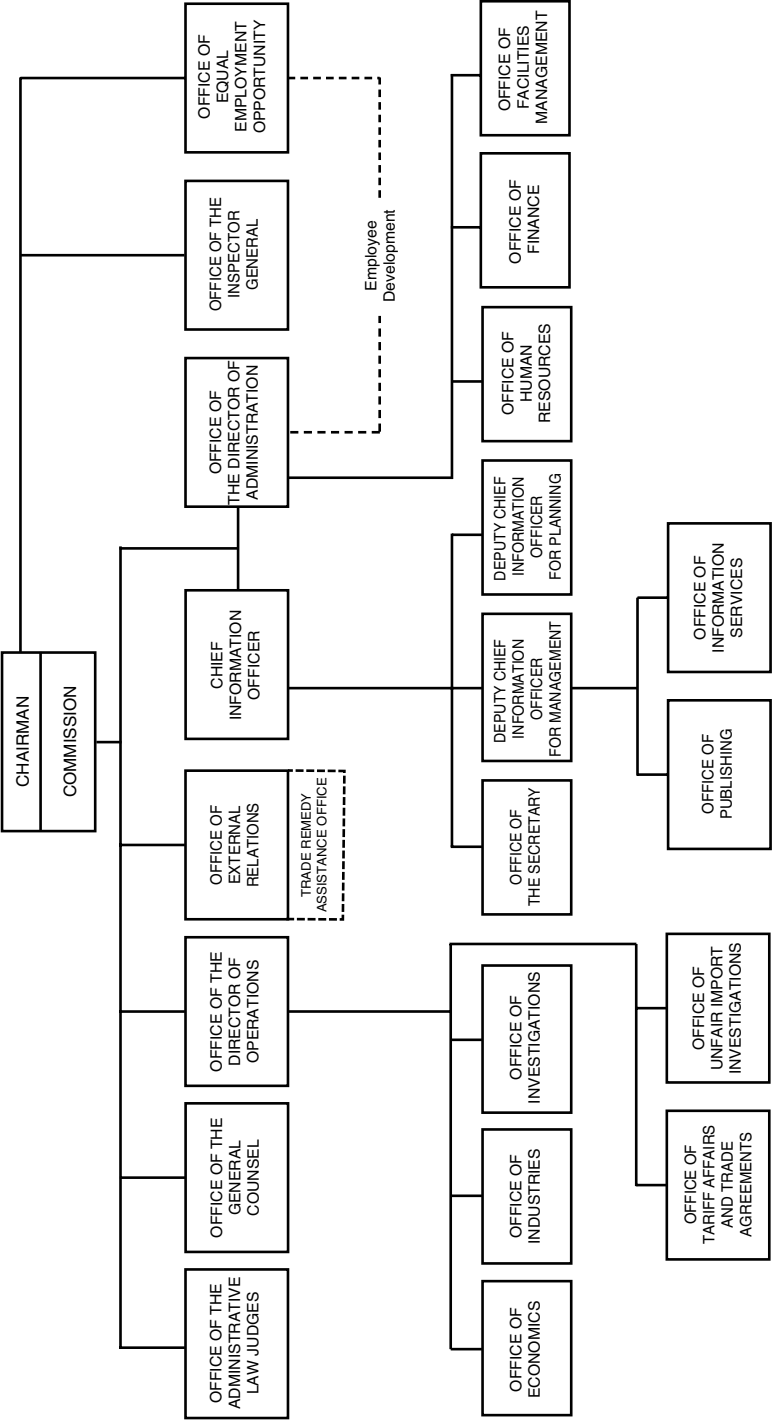 CHAIRMAN
COMMISSION
OFFICE OF THE
ADMINISTRATIVE
LAW JUDGES
OFFICE OF THE
GENERAL
COUNSEL
OFFICE OF THE
DIRECTOR OF
OPERATIONS
OFFICE OF
EXTERNAL
RELATIONS
TRADE REMEDY
ASSISTANCE OFFICE
CHIEF
INFORMATION
OFFICER
OFFICE OF
THE DIRECTOR OF
ADMINISTRATION
OFFICE OF THE
INSPECTOR
GENERAL
OFFICE OF
EQUAL
EMPLOYMENT
OPPORTUNITY
Employee
Development
OFFICE OF
ECONOMICS
OFFICE OF
INDUSTRIES
OFFICE OF
INVESTIGATIONS
OFFICE OF
THE SECRETARY
DEPUTY CHIEF
INFORMATION
OFFICER
FOR MANAGEMENT
DEPUTY CHIEF
INFORMATION
OFFICER
FOR PLANNING
OFFICE OF
HUMAN
RESOURCES
OFFICE OF
FINANCE
OFFICE OF
FACILITIES
MANAGEMENT
OFFICE OF
TARIFF AFFAIRS
AND TRADE
AGREEMENTS
OFFICE OF
UNFAIR IMPORT
INVESTIGATIONS
OFFICE OF
PUBLISHING
OFFICE OF
INFORMATION
SERVICES